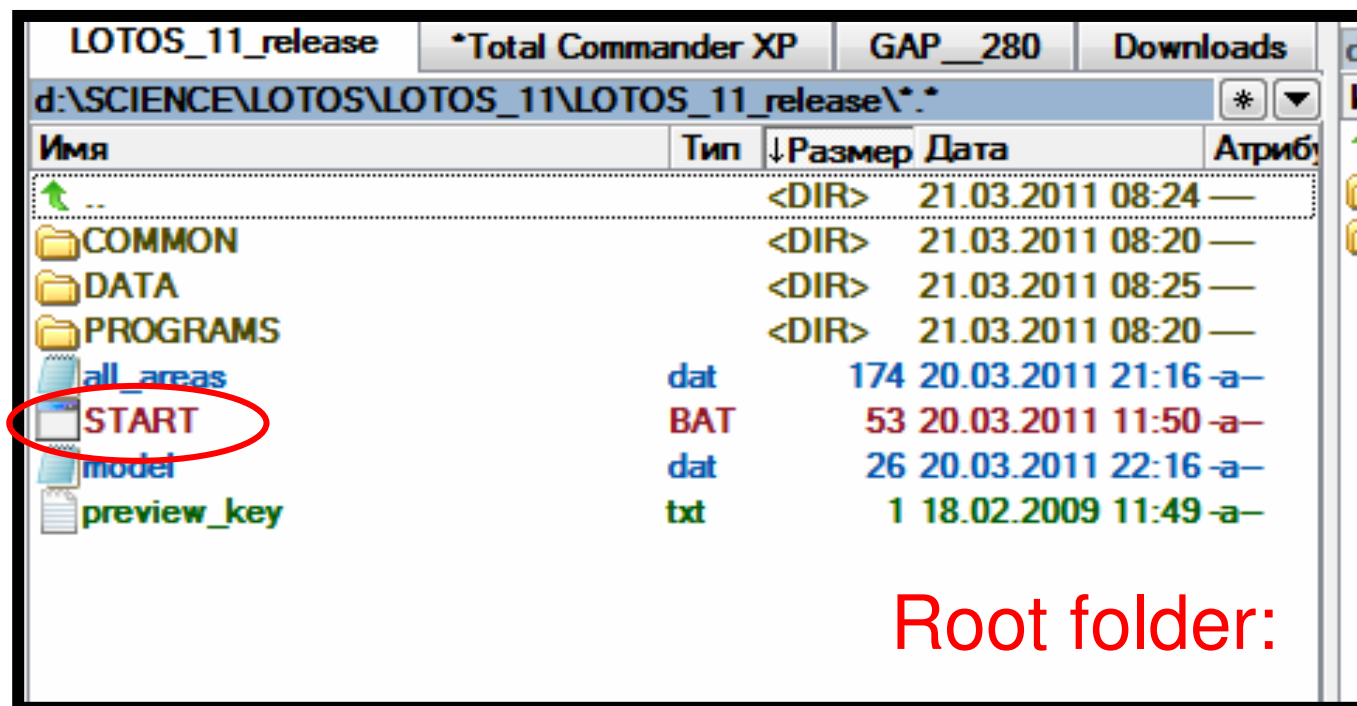 LOTOS_11_release *Total Commander XP GAP__280 Downloads
d:\SCIENCE\LOTOS\LOTOS_11\LOTOS_11_release\*.* * ▼
Имя Тип ↓Размер Дата Атрибу
.. <DIR> 21.03.2011 08:24 ----
COMMON <DIR> 21.03.2011 08:20 ----
DATA <DIR> 21.03.2011 08:25 ----
PROGRAMS <DIR> 21.03.2011 08:20 ----
all_areas dat 174 20.03.2011 21:16 -a--
START BAT 53 20.03.2011 11:50 -a--
model dat 26 20.03.2011 22:16 -a--
preview_key txt 1 18.02.2009 11:49 -a--
Root folder: